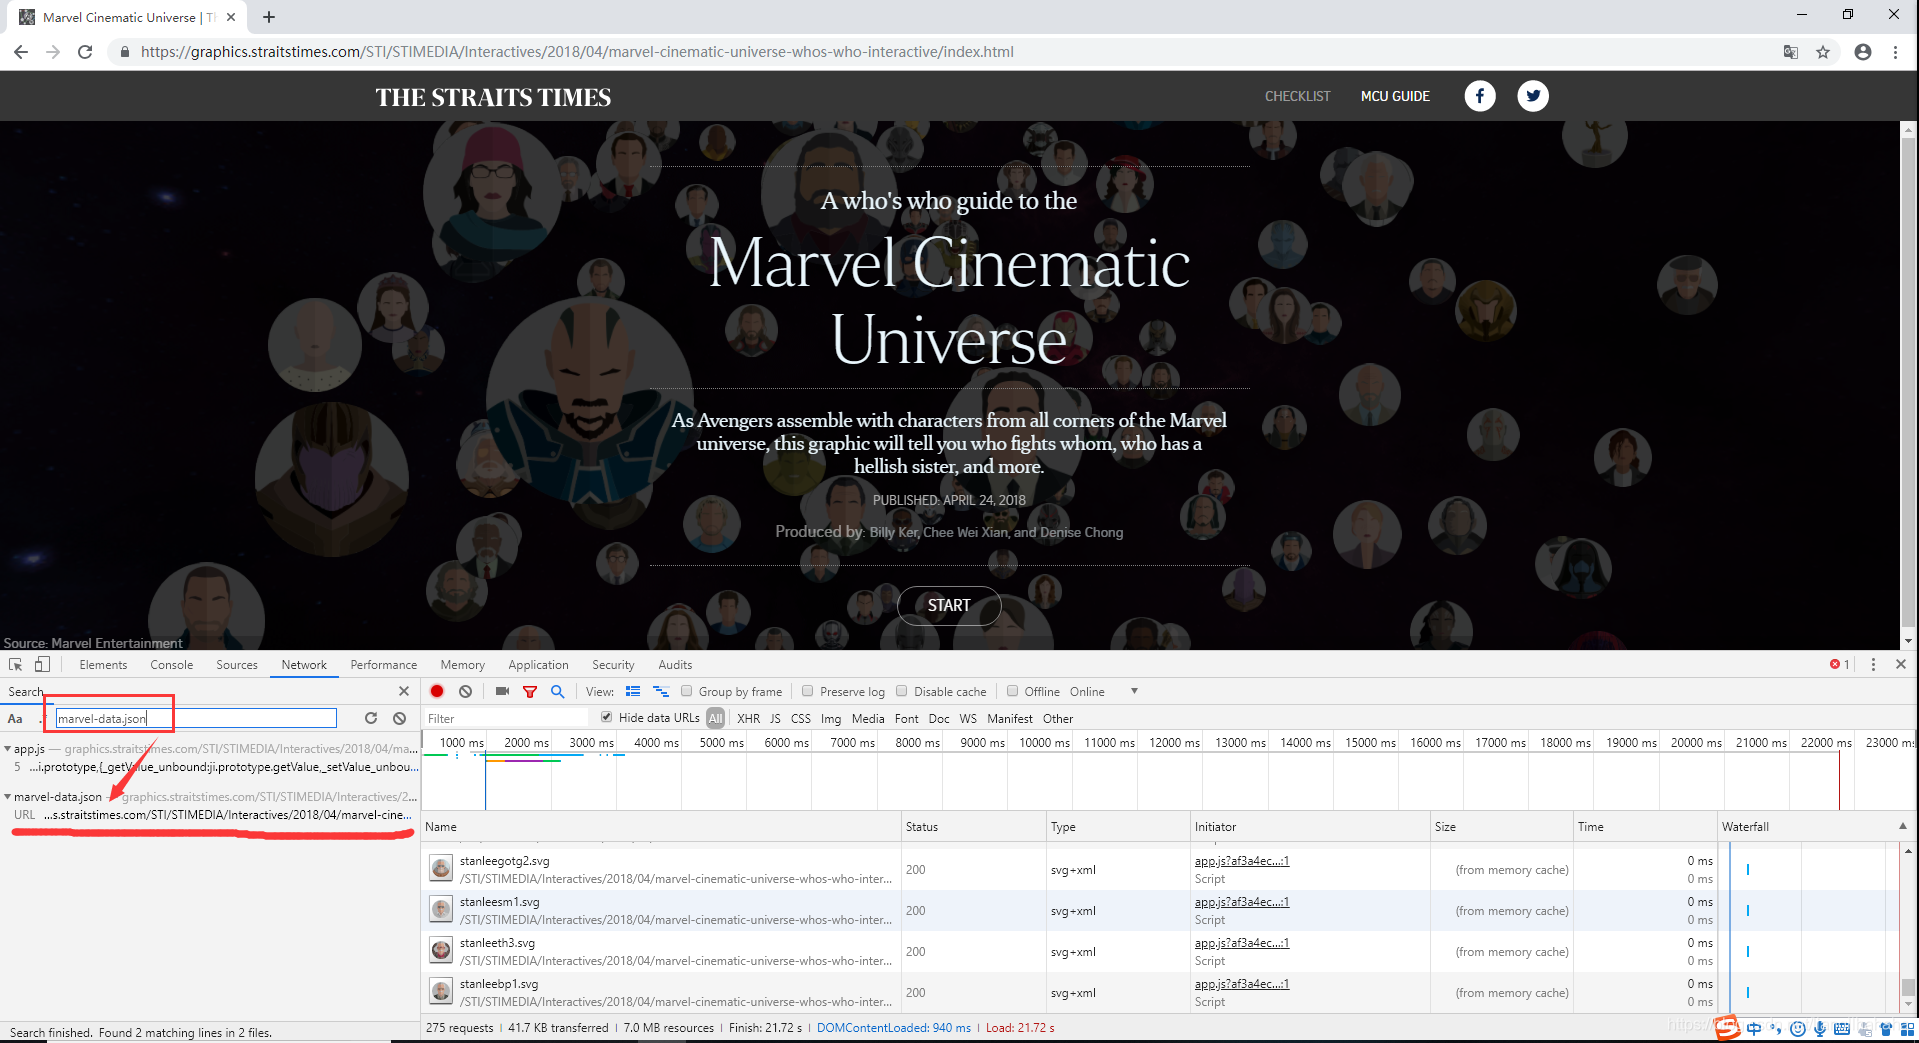 Marvel Cinematic Universe | Th
https://graphics.straitstimes.com/STI/STIMEDIA/Interactives/2018/04/marvel-cinematic-universe-whos-who-interactive/index.html
THE STRAITS TIMES
CHECKLIST MCU GUIDE
A who's who guide to the
Marvel Cinematic
Universe
As Avengers assemble with characters from all corners of the Marvel
universe, this graphic will tell you who fights whom, who has a
hellish sister, and more.
PUBLISHED: APRIL 24, 2018
Produced by: Billy Ker, Chee Wei Xian, and Denise Chong
START
Source: Marvel Entertainment
Elements Console Sources Network Performance Memory Application Security Audits 1
Search
Aa .* marvel-data.json
app.js — graphics.straitstimes.com/STI/STIMEDIA/Interactives/2018/04/ma...
5 ...i.prototype,{_getValue_unbound:ji.prototype.getValue,_setValue_unbou...
marvel-data.json — graphics.straitstimes.com/STI/STIMEDIA/Interactives/2...
URL ...s.straitstimes.com/STI/STIMEDIA/Interactives/2018/04/marvel-cine...
Search finished. Found 2 matching lines in 2 files.
View: Group by frame Preserve log Disable cache Offline Online
Filter Hide data URLs All XHR JS CSS Img Media Font Doc WS Manifest Other
1000 ms 2000 ms 3000 ms 4000 ms 5000 ms 6000 ms 7000 ms 8000 ms 9000 ms 10000 ms 11000 ms 12000 ms 13000 ms 14000 ms 15000 ms 16000 ms 17000 ms 18000 ms 19000 ms 20000 ms 21000 ms 22000 ms 23000 ms
Name Status Type Initiator Size Time Waterfall
stanleegotg2.svg app.js?af3a4ec...:1 0 ms
200 svg+xml (from memory cache)
/STI/STIMEDIA/Interactives/2018/04/marvel-cinematic-universe-whos-who-inter... Script 0 ms
stanleesm1.svg app.js?af3a4ec...:1 0 ms
200 svg+xml (from memory cache)
/STI/STIMEDIA/Interactives/2018/04/marvel-cinematic-universe-whos-who-inter... Script 0 ms
stanleeth3.svg app.js?af3a4ec...:1 0 ms
200 svg+xml (from memory cache)
/STI/STIMEDIA/Interactives/2018/04/marvel-cinematic-universe-whos-who-inter... Script 0 ms
stanleebp1.svg app.js?af3a4ec...:1 0 ms
200 svg+xml (from memory cache)
/STI/STIMEDIA/Interactives/2018/04/marvel-cinematic-universe-whos-who-inter... Script 0 ms
275 requests | 41.7 KB transferred | 7.0 MB resources | Finish: 21.72 s | DOMContentLoaded: 940 ms | Load: 21.72 s
中